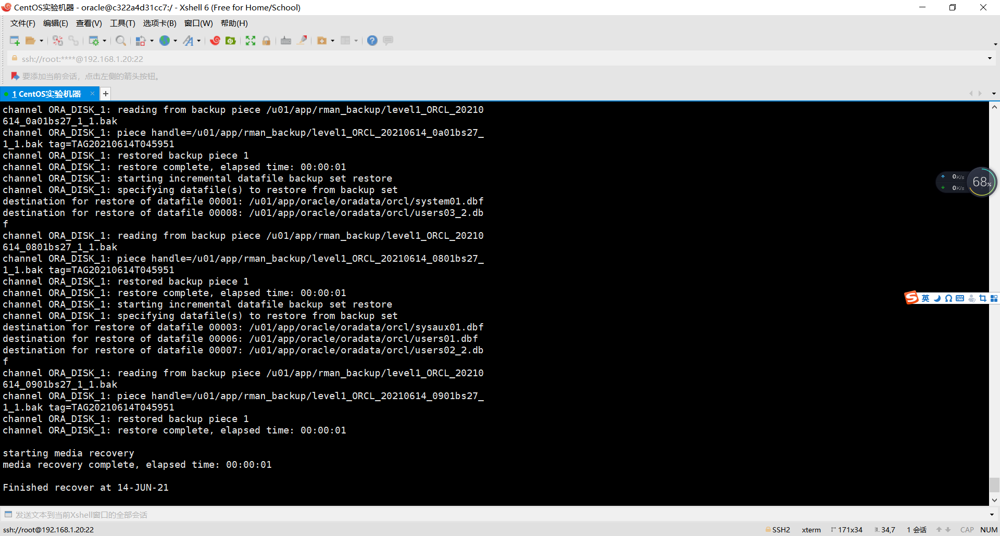 CentOS实验机器 - oracle@c322a4d31cc7:/ - Xshell 6 (Free for Home/School)
文件(F) 编辑(E) 查看(V) 工具(T) 选项卡(B) 窗口(W) 帮助(H)
ssh://root:****@192.168.1.20:22
要添加当前会话，点击左侧的箭头按钮。
1 CentOS实验机器 × +
channel ORA_DISK_1: reading from backup piece /u01/app/rman_backup/level1_ORCL_20210
614_0a01bs27_1_1.bak
channel ORA_DISK_1: piece handle=/u01/app/rman_backup/level1_ORCL_20210614_0a01bs27_
1_1.bak tag=TAG20210614T045951
channel ORA_DISK_1: restored backup piece 1
channel ORA_DISK_1: restore complete, elapsed time: 00:00:01
channel ORA_DISK_1: starting incremental datafile backup set restore
channel ORA_DISK_1: specifying datafile(s) to restore from backup set
destination for restore of datafile 00001: /u01/app/oracle/oradata/orcl/system01.dbf
destination for restore of datafile 00008: /u01/app/oracle/oradata/orcl/users03_2.db
f
channel ORA_DISK_1: reading from backup piece /u01/app/rman_backup/level1_ORCL_20210
614_0801bs27_1_1.bak
channel ORA_DISK_1: piece handle=/u01/app/rman_backup/level1_ORCL_20210614_0801bs27_
1_1.bak tag=TAG20210614T045951
channel ORA_DISK_1: restored backup piece 1
channel ORA_DISK_1: restore complete, elapsed time: 00:00:01
channel ORA_DISK_1: starting incremental datafile backup set restore
channel ORA_DISK_1: specifying datafile(s) to restore from backup set
destination for restore of datafile 00003: /u01/app/oracle/oradata/orcl/sysaux01.dbf
destination for restore of datafile 00006: /u01/app/oracle/oradata/orcl/users01.dbf
destination for restore of datafile 00007: /u01/app/oracle/oradata/orcl/users02_2.db
f
channel ORA_DISK_1: reading from backup piece /u01/app/rman_backup/level1_ORCL_20210
614_0901bs27_1_1.bak
channel ORA_DISK_1: piece handle=/u01/app/rman_backup/level1_ORCL_20210614_0901bs27_
1_1.bak tag=TAG20210614T045951
channel ORA_DISK_1: restored backup piece 1
channel ORA_DISK_1: restore complete, elapsed time: 00:00:01
starting media recovery
media recovery complete, elapsed time: 00:00:01
Finished recover at 14-JUN-21
0K/s
0K/s
68%
S 英
发送文本到当前Xshell窗口的全部会话
ssh://root@192.168.1.20:22 SSH2 xterm 171x34 34,7 1 会话 CAP NUM